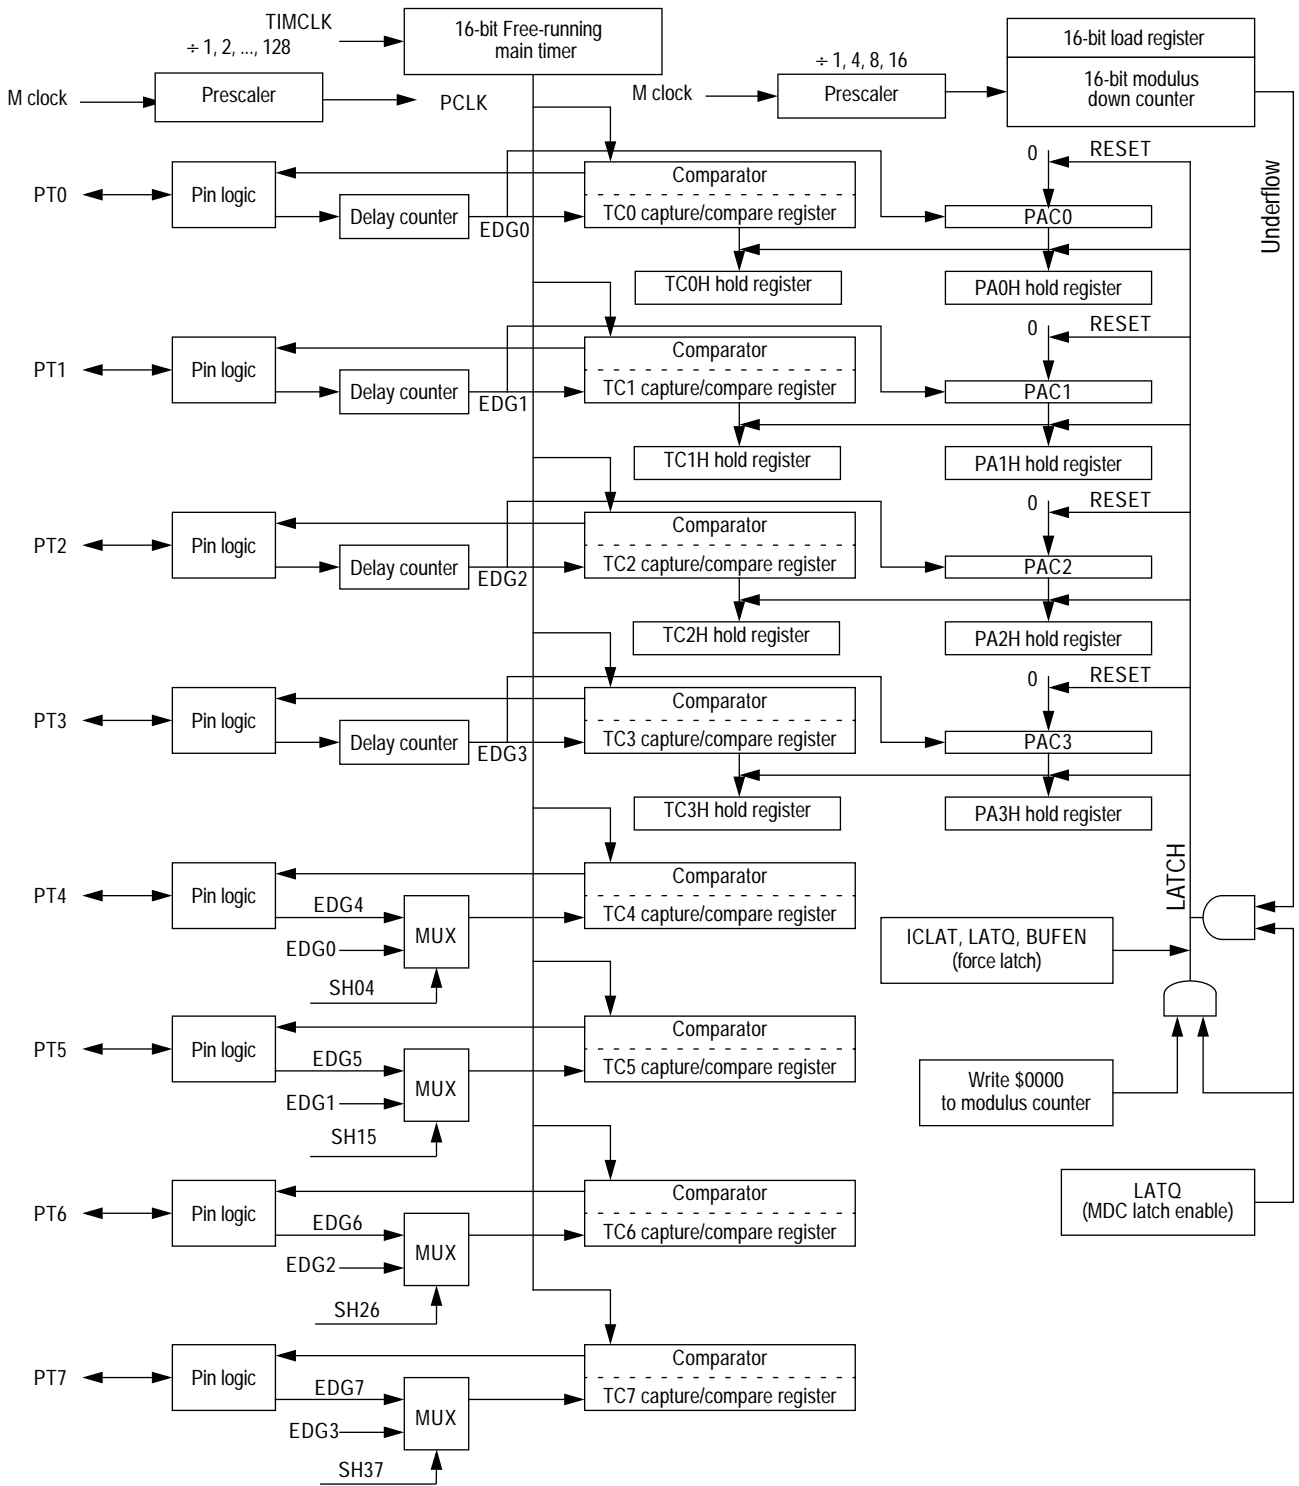 TIMCLK
÷ 1, 2, ..., 128
16-bit Free-running
main timer
M clock
Prescaler
PCLK
÷ 1, 4, 8, 16
M clock
Prescaler
16-bit load register
16-bit modulus
down counter
Underflow
PT0
Pin logic
Delay counter
EDG0
Comparator
TC0 capture/compare register
TC0H hold register
0
RESET
PAC0
PA0H hold register
PT1
Pin logic
Delay counter
EDG1
Comparator
TC1 capture/compare register
TC1H hold register
0
RESET
PAC1
PA1H hold register
PT2
Pin logic
Delay counter
EDG2
Comparator
TC2 capture/compare register
TC2H hold register
0
RESET
PAC2
PA2H hold register
PT3
Pin logic
Delay counter
EDG3
Comparator
TC3 capture/compare register
TC3H hold register
0
RESET
PAC3
PA3H hold register
LATCH
PT4
Pin logic
EDG4
EDG0
MUX
SH04
Comparator
TC4 capture/compare register
ICLAT, LATQ, BUFEN
(force latch)
PT5
Pin logic
EDG5
EDG1
MUX
SH15
Comparator
TC5 capture/compare register
Write $0000
to modulus counter
PT6
Pin logic
EDG6
EDG2
MUX
SH26
Comparator
TC6 capture/compare register
LATQ
(MDC latch enable)
PT7
Pin logic
EDG7
EDG3
MUX
SH37
Comparator
TC7 capture/compare register